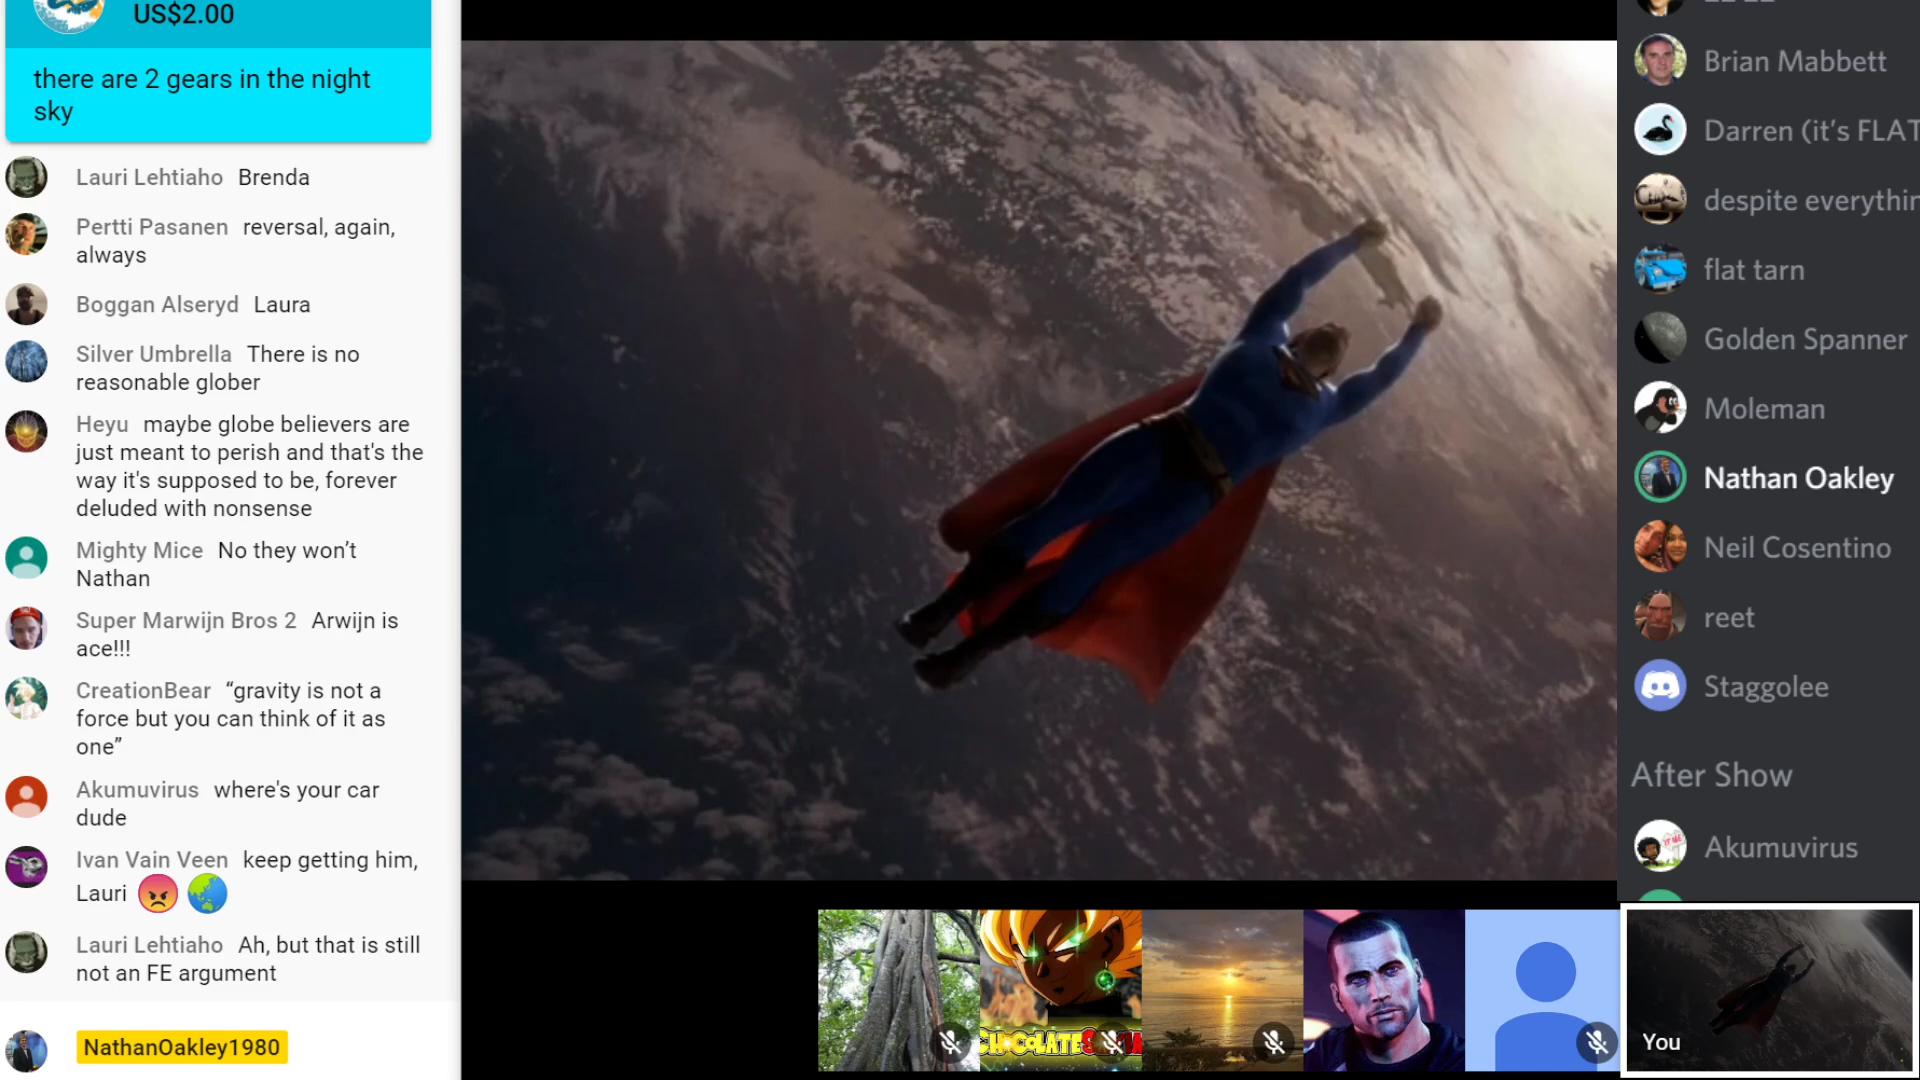 US$2.00
there are 2 gears in the night
sky
Lauri Lehtiaho Brenda
Pertti Pasanen reversal, again,
always
Boggan Alseryd Laura
Silver Umbrella There is no
reasonable glober
Heyu maybe globe believers are
just meant to perish and that's the
way it's supposed to be, forever
deluded with nonsense
Mighty Mice No they won’t
Nathan
Super Marwijn Bros 2 Arwijn is
ace!!!
CreationBear “gravity is not a
force but you can think of it as
one”
Akumuvirus where's your car
dude
Ivan Vain Veen keep getting him,
Lauri
Lauri Lehtiaho Ah, but that is still
not an FE argument
NathanOakley1980
Brian Mabbett
Darren (it’s FLAT
despite everythin
flat tarn
Golden Spanner
Moleman
Nathan Oakley
Neil Cosentino
reet
Staggolee
After Show
Akumuvirus
CHOCOLATE
You